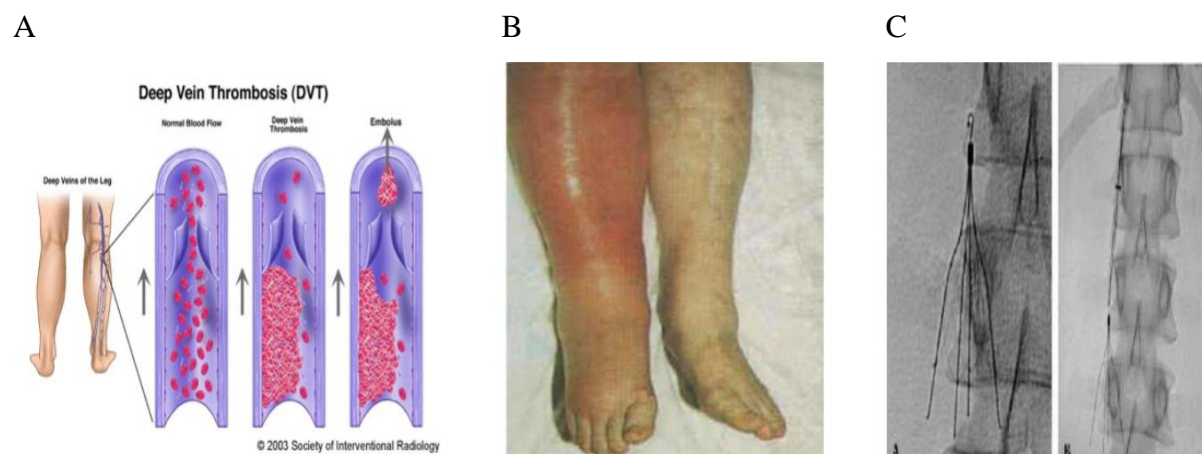 A
B
C
Deep Vein Thrombosis (DVT)
Normal Blood Flow
Deep Vein
Thrombosis
Embolus
Deep Veins of the Leg
© 2003 Society of Interventional Radiology
A
B